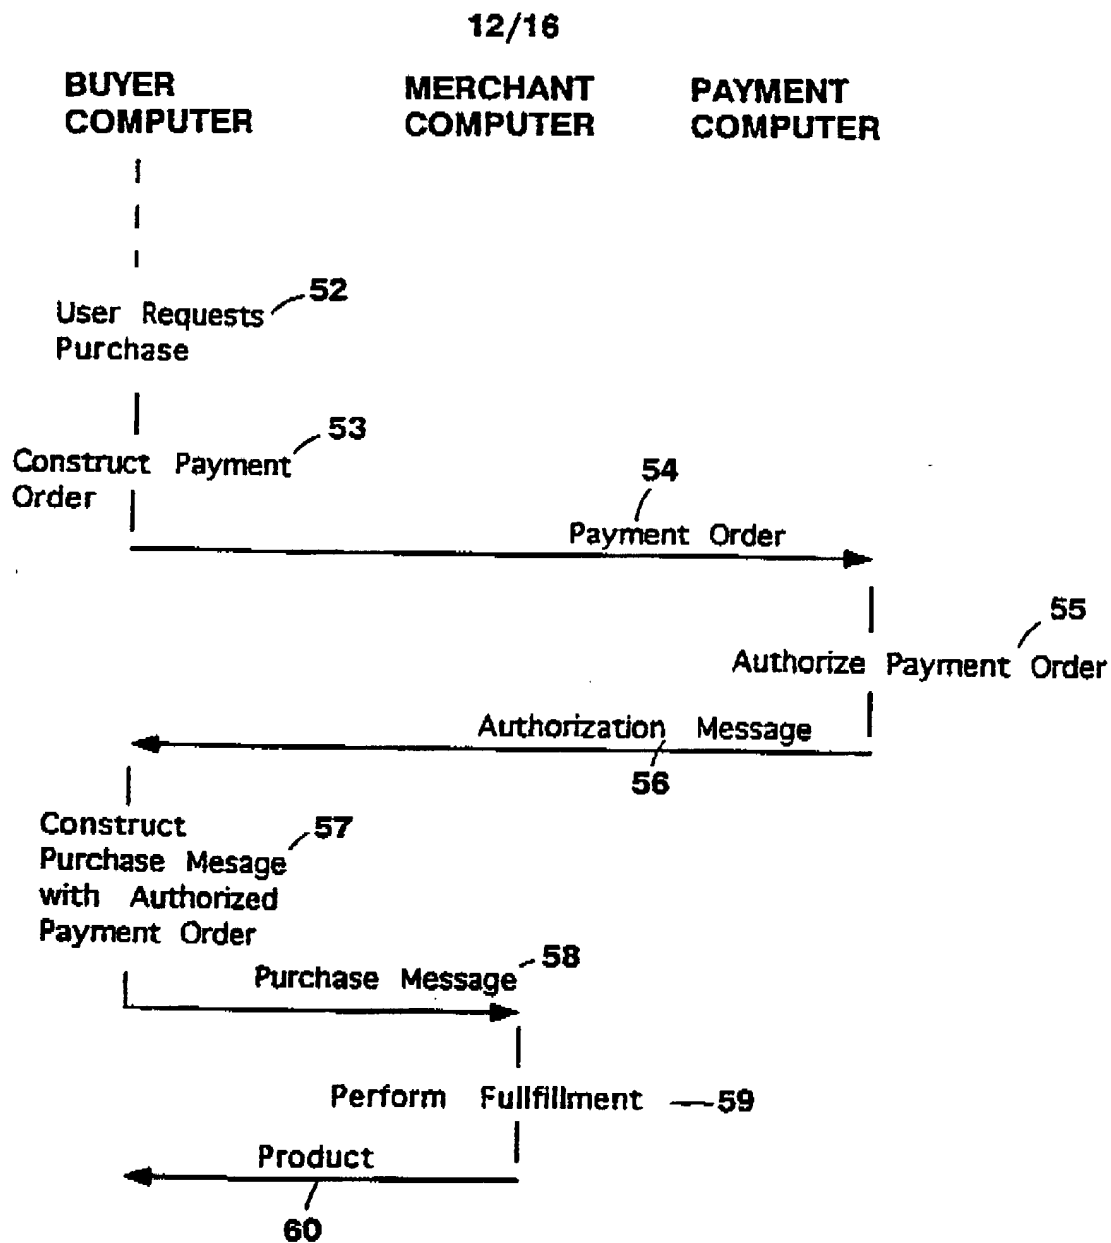 12/16
BUYER
COMPUTER
MERCHANT
COMPUTER
PAYMENT
COMPUTER
52
User Requests
Purchase
53
Construct Payment
Order
54
Payment Order
55
Authorize Payment Order
Authorization Message
56
Construct
57
Purchase Mesage
with Authorized
Payment Order
58
Purchase Message
Perform Fullfillment
59
Product
60